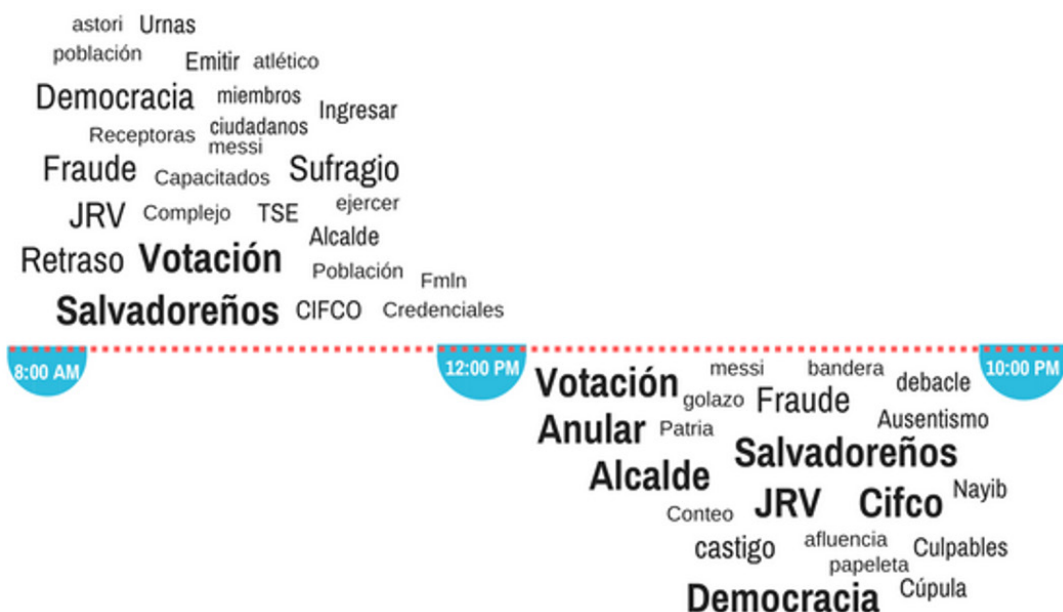 astori Urnas
población
Emitir atlético
Democracia miembros
Ingresar
Receptoras ciudadanos
messi
Fraude Capacitados Sufragio
JRV Complejo TSE ejercer
Alcalde
Retraso Votación
Población
Fmln
Salvadoreños CIFCO Credenciales
8:00 AM 12:00 PM 10:00 PM
Votación messi bandera debacle
golazo Fraude
Ausentismo
Anular Patria
Salvadoreños
Alcalde
JRV Cifco Nayib
Conteo
castigo afluencia Culpables
papeleta
Democracia Cúpula